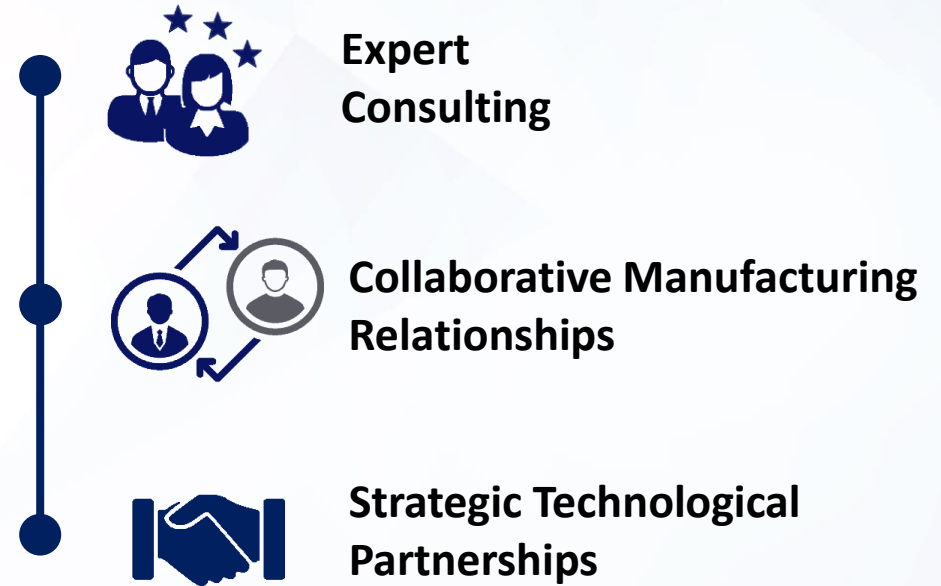 Expert
Consulting
Collaborative Manufacturing
Relationships
Strategic Technological
Partnerships